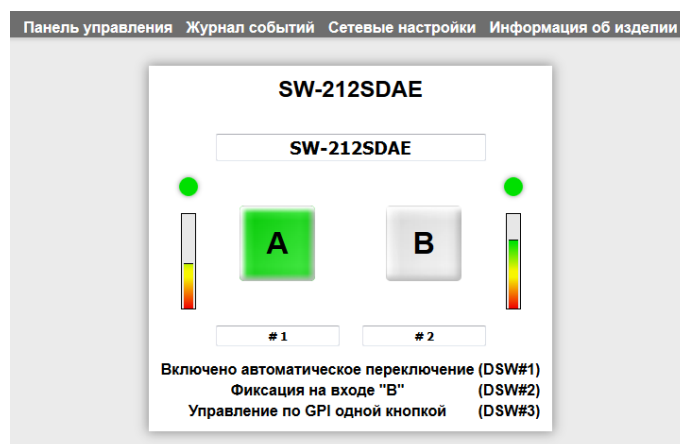 Панель управления Журнал событий Сетевые настройки Информация об изделии
SW-212SDAE
SW-212SDAE
A B
#1 #2
Включено автоматическое переключение (DSW#1)
Фиксация на входе "В" (DSW#2)
Управление по GPI одной кнопкой (DSW#3)